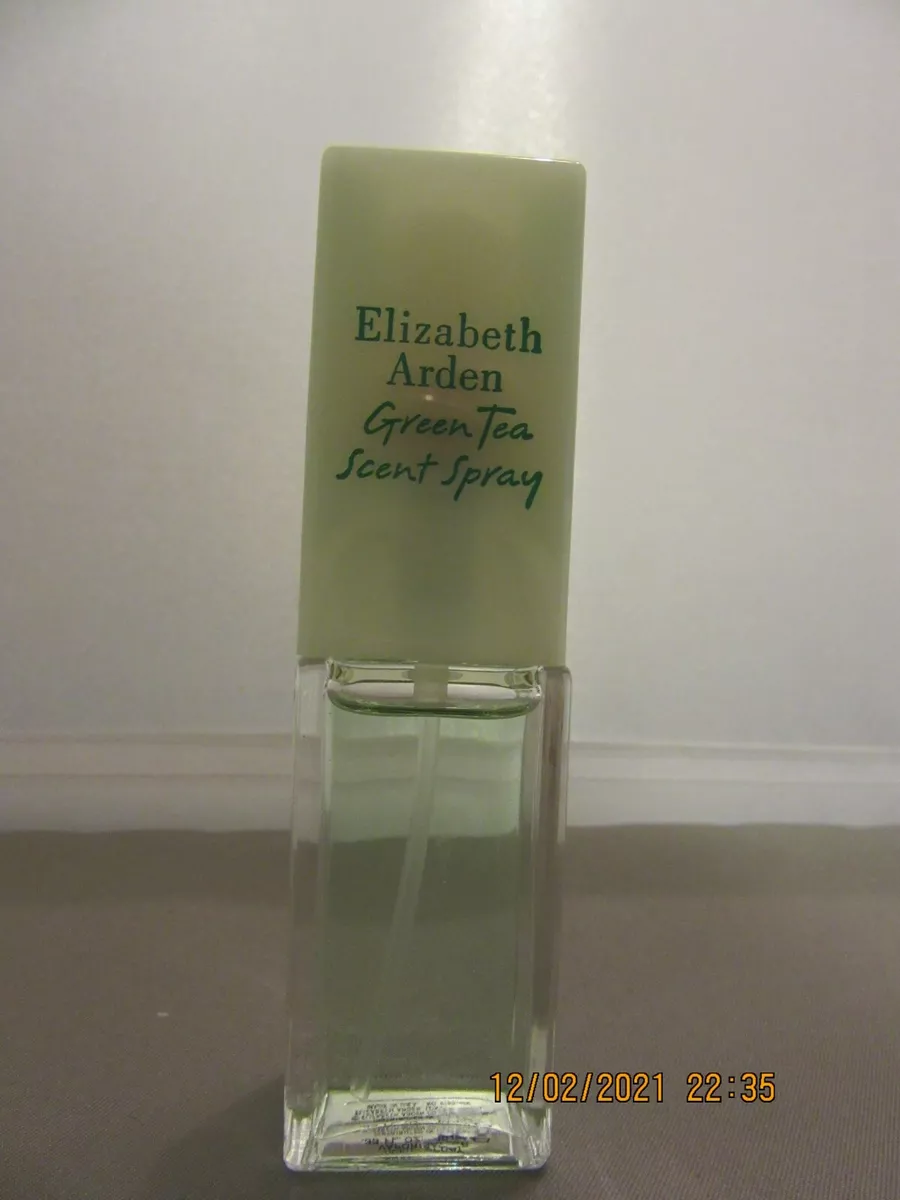 Elizabeth
Arden
Green Tea
Scent Spray
12/02/2021 22:35